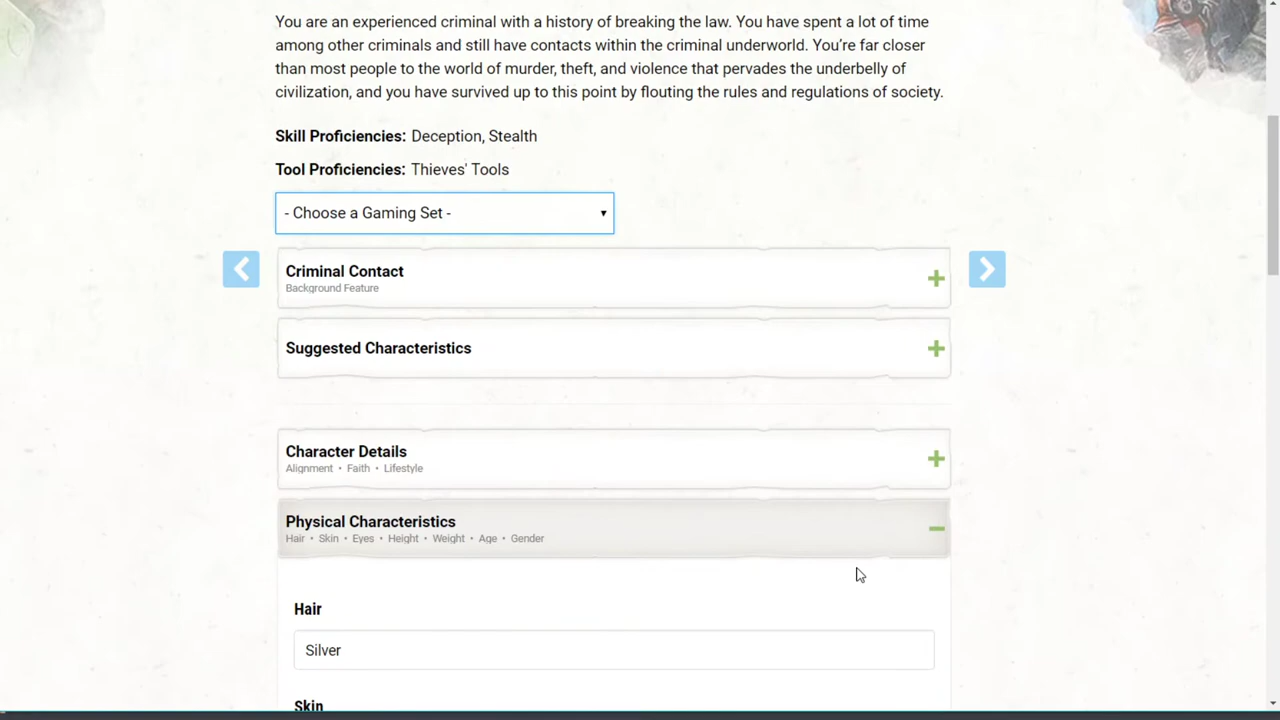 You are an experienced criminal with a history of breaking the law. You have spent a lot of time
among other criminals and still have contacts within the criminal underworld. You’re far closer
than most people to the world of murder, theft, and violence that pervades the underbelly of
civilization, and you have survived up to this point by flouting the rules and regulations of society.
Skill Proficiencies: Deception, Stealth
Tool Proficiencies: Thieves' Tools
- Choose a Gaming Set -
Criminal Contact
Background Feature
Suggested Characteristics
Character Details
Alignment • Faith • Lifestyle
Physical Characteristics
Hair • Skin • Eyes • Height • Weight • Age • Gender
Hair
Silver
Skin